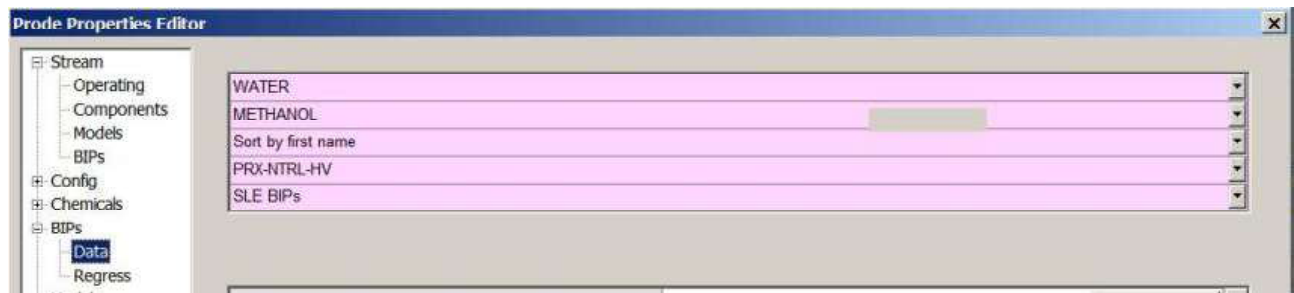 Prode Properties Editor
Stream
Operating
Components
Models
BIPs
Config
Chemicals
BIPs
Data
Regress
WATER
METHANOL
Sort by first name
PRX-NTRL-HV
SLE BIPs